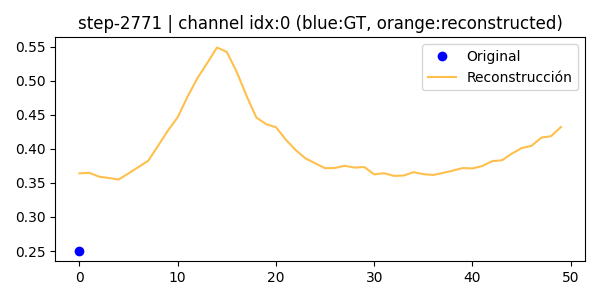 step-2771 | channel idx:0 (blue:GT, orange:reconstructed)
0.55
0.50
0.45
0.40
0.35
0.30
0.25
Original
Reconstrucción
0 10 20 30 40 50